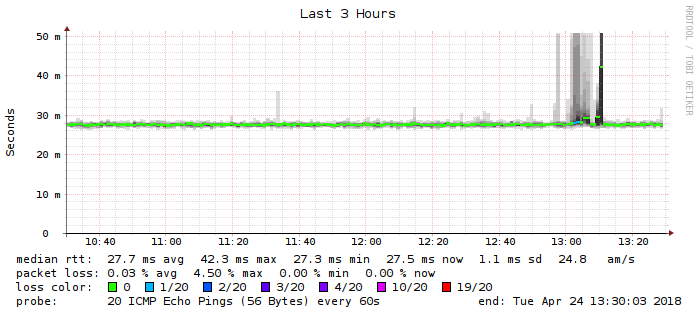 Last 3 Hours
RRDTOOL / TOBI OETIKER
Seconds
50 m
40 m
30 m
20 m
10 m
0
10:40 11:00 11:20 11:40 12:00 12:20 12:40 13:00 13:20
median rtt: 27.7 ms avg 42.3 ms max 27.3 ms min 27.5 ms now 1.1 ms sd 24.8 am/s
packet loss: 0.03 % avg 4.50 % max 0.00 % min 0.00 % now
loss color: 0 1/20 2/20 3/20 4/20 10/20 19/20
probe: 20 ICMP Echo Pings (56 Bytes) every 60s end: Tue Apr 24 13:30:03 2018